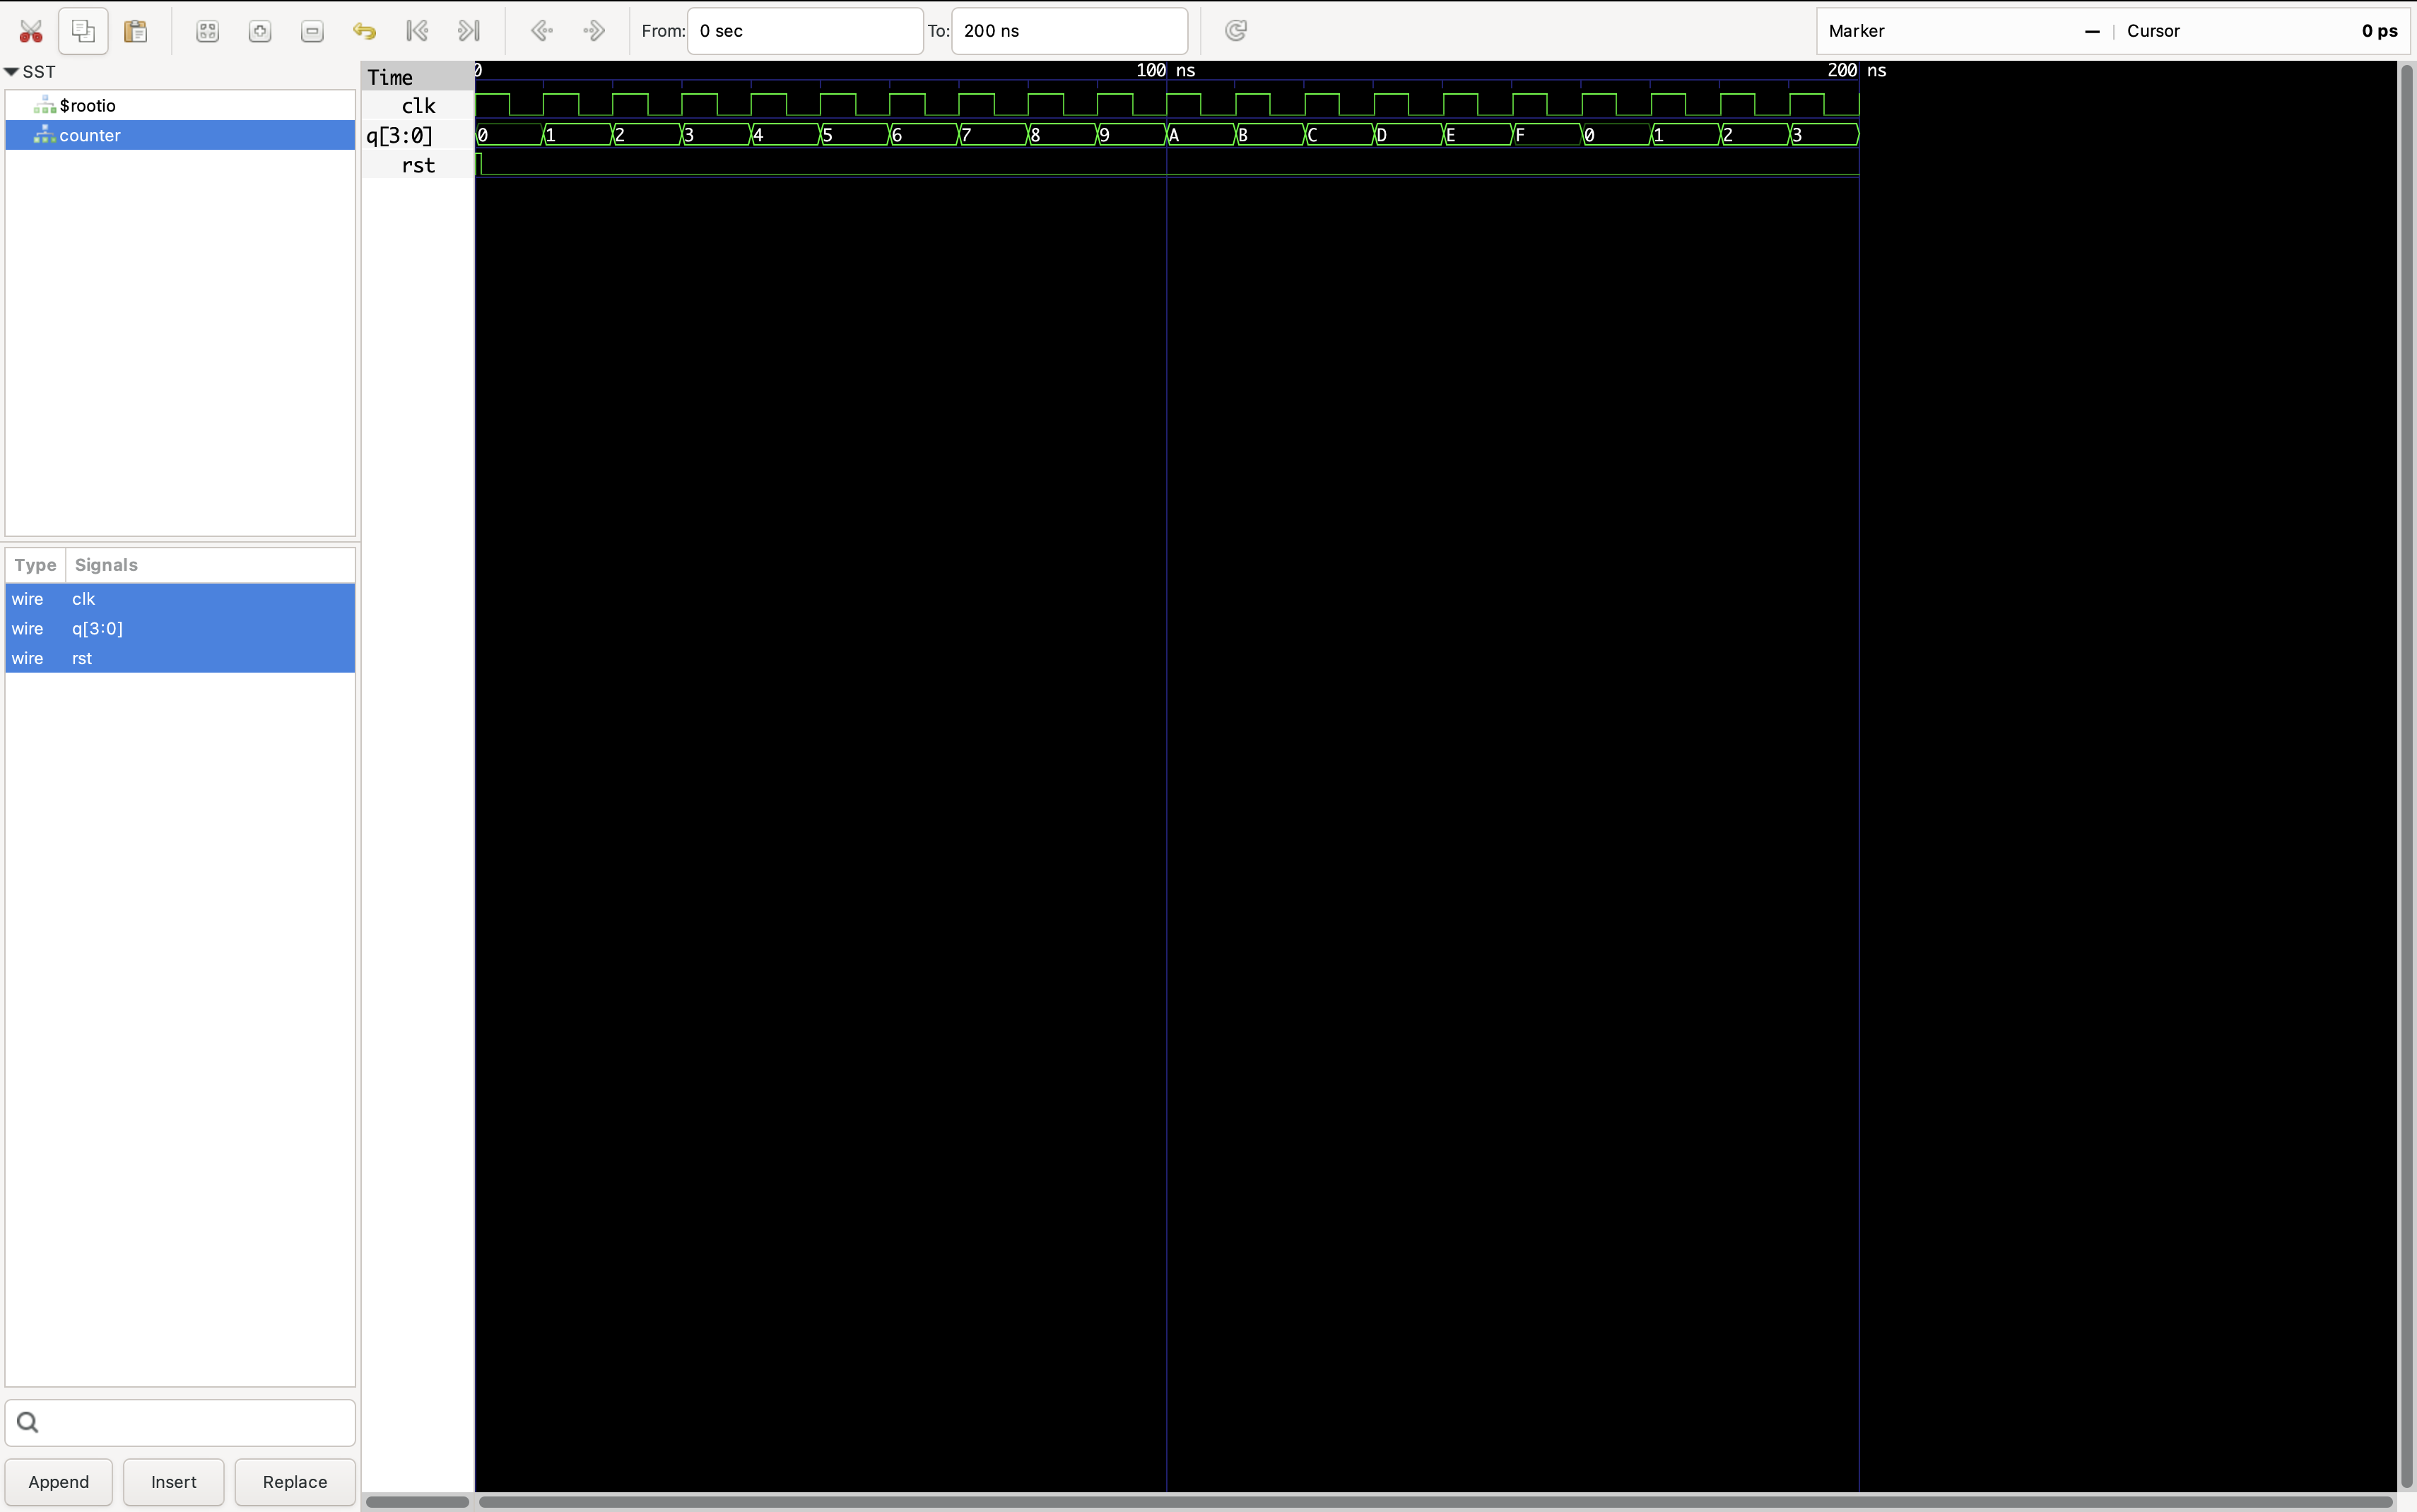 From: 0 sec To: 200 ns Marker — | Cursor 0 ps
SST
$rootio
counter
Type Signals
wire clk
wire q[3:0]
wire rst
Append Insert Replace
Time
clk
q[3:0]
rst
0 100 ns 200 ns
0 1 2 3 4 5 6 7 8 9 A B C D E F 0 1 2 3